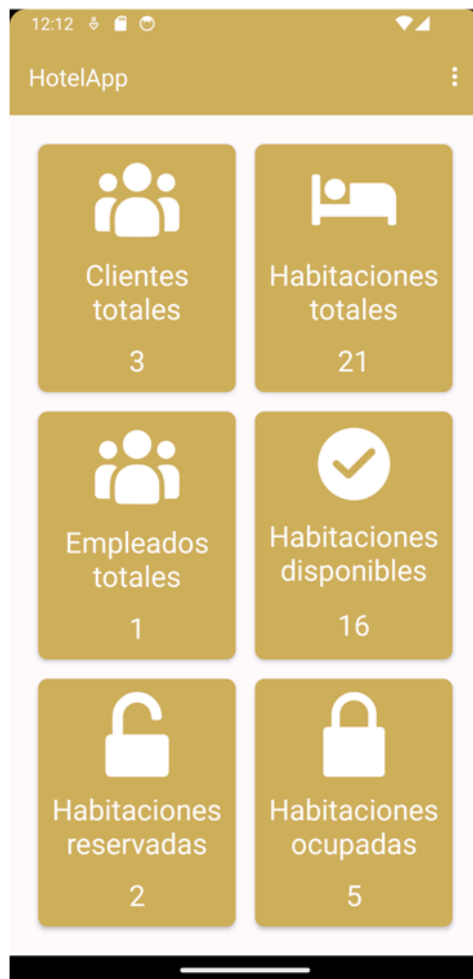 12:12
HotelApp
Clientes
totales
3
Habitaciones
totales
21
Empleados
totales
1
Habitaciones
disponibles
16
Habitaciones
reservadas
2
Habitaciones
ocupadas
5